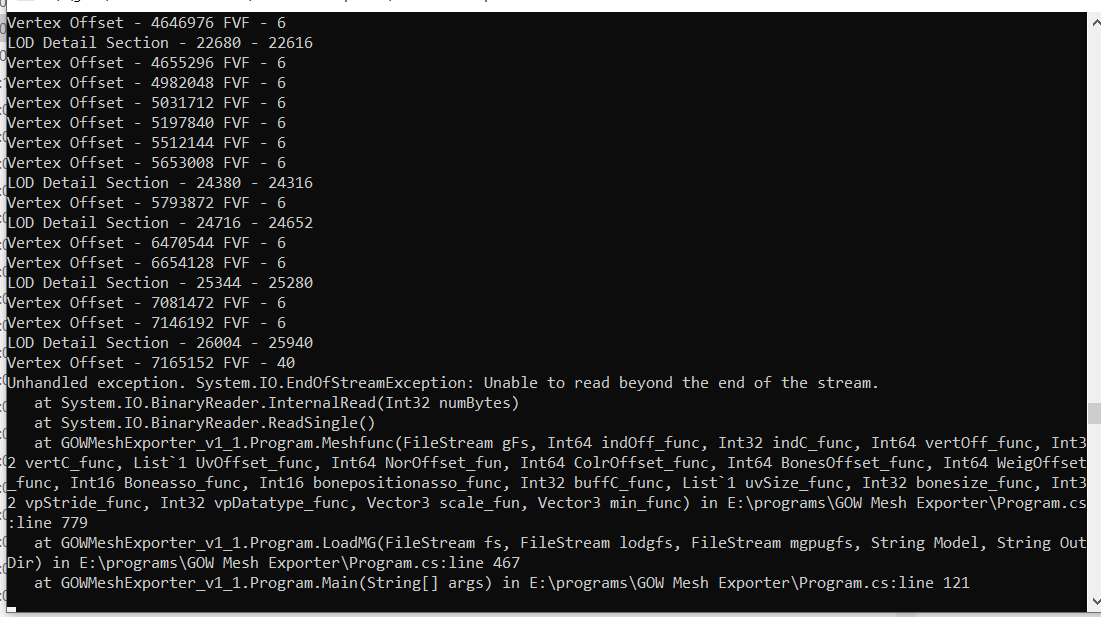 Vertex Offset - 4646976 FVF - 6
LOD Detail Section - 22680 - 22616
Vertex Offset - 4655296 FVF - 6
Vertex Offset - 4982048 FVF - 6
Vertex Offset - 5031712 FVF - 6
Vertex Offset - 5197840 FVF - 6
Vertex Offset - 5512144 FVF - 6
Vertex Offset - 5653008 FVF - 6
LOD Detail Section - 24380 - 24316
Vertex Offset - 5793872 FVF - 6
LOD Detail Section - 24716 - 24652
Vertex Offset - 6470544 FVF - 6
Vertex Offset - 6654128 FVF - 6
LOD Detail Section - 25344 - 25280
Vertex Offset - 7081472 FVF - 6
Vertex Offset - 7146192 FVF - 6
LOD Detail Section - 26004 - 25940
Vertex Offset - 7165152 FVF - 40
Unhandled exception. System.IO.EndOfStreamException: Unable to read beyond the end of the stream.
   at System.IO.BinaryReader.InternalRead(Int32 numBytes)
   at System.IO.BinaryReader.ReadSingle()
   at GOWMeshExporter_v1_1.Program.Meshfunc(FileStream gFs, Int64 indOff_func, Int32 indC_func, Int64 vertOff_func, Int3
2 vertC_func, List`1 UvOffset_func, Int64 NorOffset_fun, Int64 ColrOffset_func, Int64 BonesOffset_func, Int64 WeigOffset
_func, Int16 Boneasso_func, Int16 bonepositionasso_func, Int32 buffC_func, List`1 uvSize_func, Int32 bonesize_func, Int3
2 vpStride_func, Int32 vpDatatype_func, Vector3 scale_fun, Vector3 min_func) in E:\programs\GOW Mesh Exporter\Program.cs
:line 779
   at GOWMeshExporter_v1_1.Program.LoadMG(FileStream fs, FileStream lodgfs, FileStream mgpugfs, String Model, String Out
Dir) in E:\programs\GOW Mesh Exporter\Program.cs:line 467
   at GOWMeshExporter_v1_1.Program.Main(String[] args) in E:\programs\GOW Mesh Exporter\Program.cs:line 121